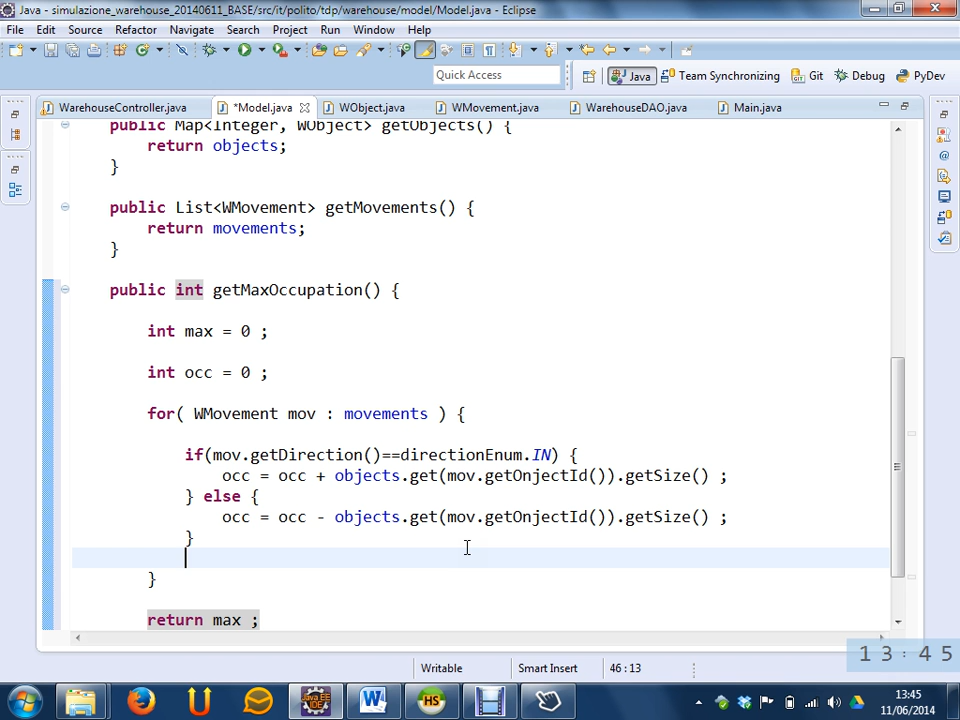 Java - simulazione_warehouse_20140611_BASE/src/it/polito/tdp/warehouse/model/Model.java - Eclipse
File Edit Source Refactor Navigate Search Project Run Window Help
Quick Access
Java Team Synchronizing Git Debug PyDev
WarehouseController.java *Model.java WObject.java WMovement.java WarehouseDAO.java Main.java
public Map<Integer, WObject> getObjects() {
return objects;
}
public List<WMovement> getMovements() {
return movements;
}
public int getMaxOccupation() {
int max = 0 ;
int occ = 0 ;
for( WMovement mov : movements ) {
if(mov.getDirection()==directionEnum.IN) {
occ = occ + objects.get(mov.getOnjectId()).getSize() ;
} else {
occ = occ - objects.get(mov.getOnjectId()).getSize() ;
}
}
return max ;
13:45
Writable Smart Insert 46 : 13
13:45
11/06/2014